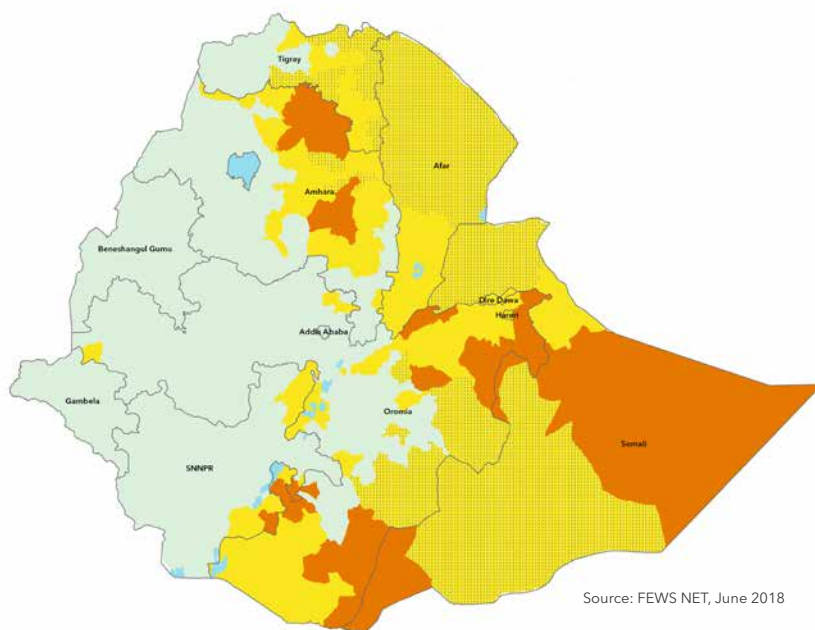 Tigray
Afar
Amhara
Beneshangul Gumu
Dire Dawa
Harari
Addis Ababa
Gambela
Oromia
Somali
SNNPR
Source: FEWS NET, June 2018